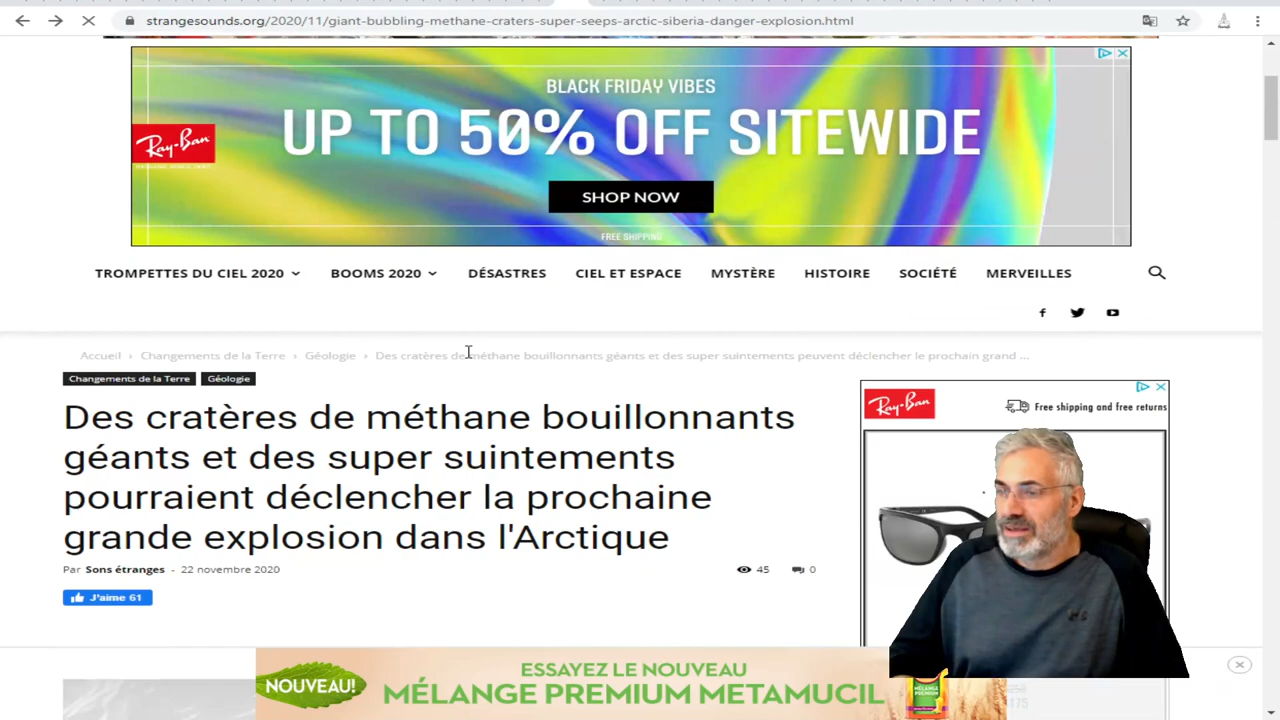 strangesounds.org/2020/11/giant-bubbling-methane-craters-super-seeps-arctic-siberia-danger-explosion.html
BLACK FRIDAY VIBES
UP TO 50% OFF SITEWIDE
Ray-Ban
SHOP NOW
FREE SHIPPING
TROMPETTES DU CIEL 2020 BOOMS 2020 DÉSASTRES CIEL ET ESPACE MYSTÈRE HISTOIRE SOCIÉTÉ MERVEILLES
Accueil › Changements de la Terre › Géologie › Des cratères de méthane bouillonnants géants et des super suintements peuvent déclencher le prochain grand ...
Changements de la Terre Géologie
Des cratères de méthane bouillonnants
géants et des super suintements
pourraient déclencher la prochaine
grande explosion dans l'Arctique
Par Sons étranges - 22 novembre 2020 45 0
J'aime 61
Ray-Ban Free shipping and free returns
NOUVEAU!
ESSAYEZ LE NOUVEAU
MÉLANGE PREMIUM METAMUCIL